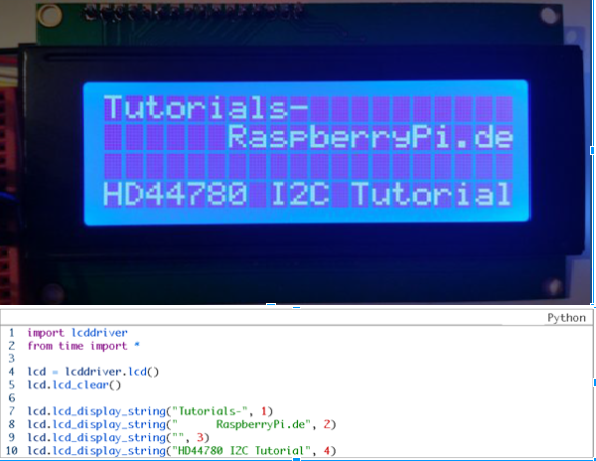 Tutorials-
RaspberryPi.de
HD44780 I2C Tutorial
Python
1 import lcddriver
2 from time import *
3
4 lcd = lcddriver.lcd()
5 lcd.lcd_clear()
6
7 lcd.lcd_display_string("Tutorials-", 1)
8 lcd.lcd_display_string("      RaspberryPi.de", 2)
9 lcd.lcd_display_string("", 3)
10 lcd.lcd_display_string("HD44780 I2C Tutorial", 4)